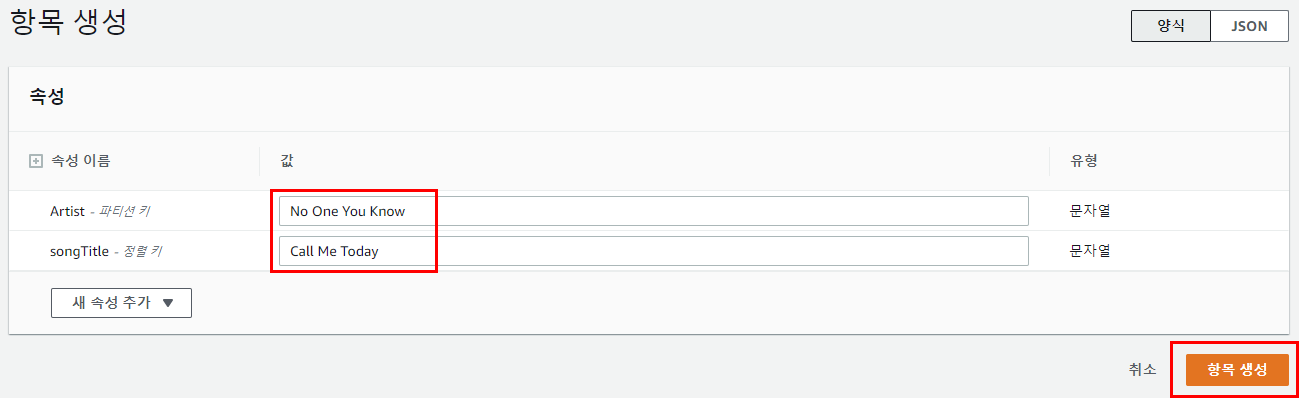 항목 생성
양식 JSON
속성
속성 이름 값 유형
Artist - 파티션 키 No One You Know 문자열
songTitle - 정렬 키 Call Me Today 문자열
새 속성 추가
취소 항목 생성